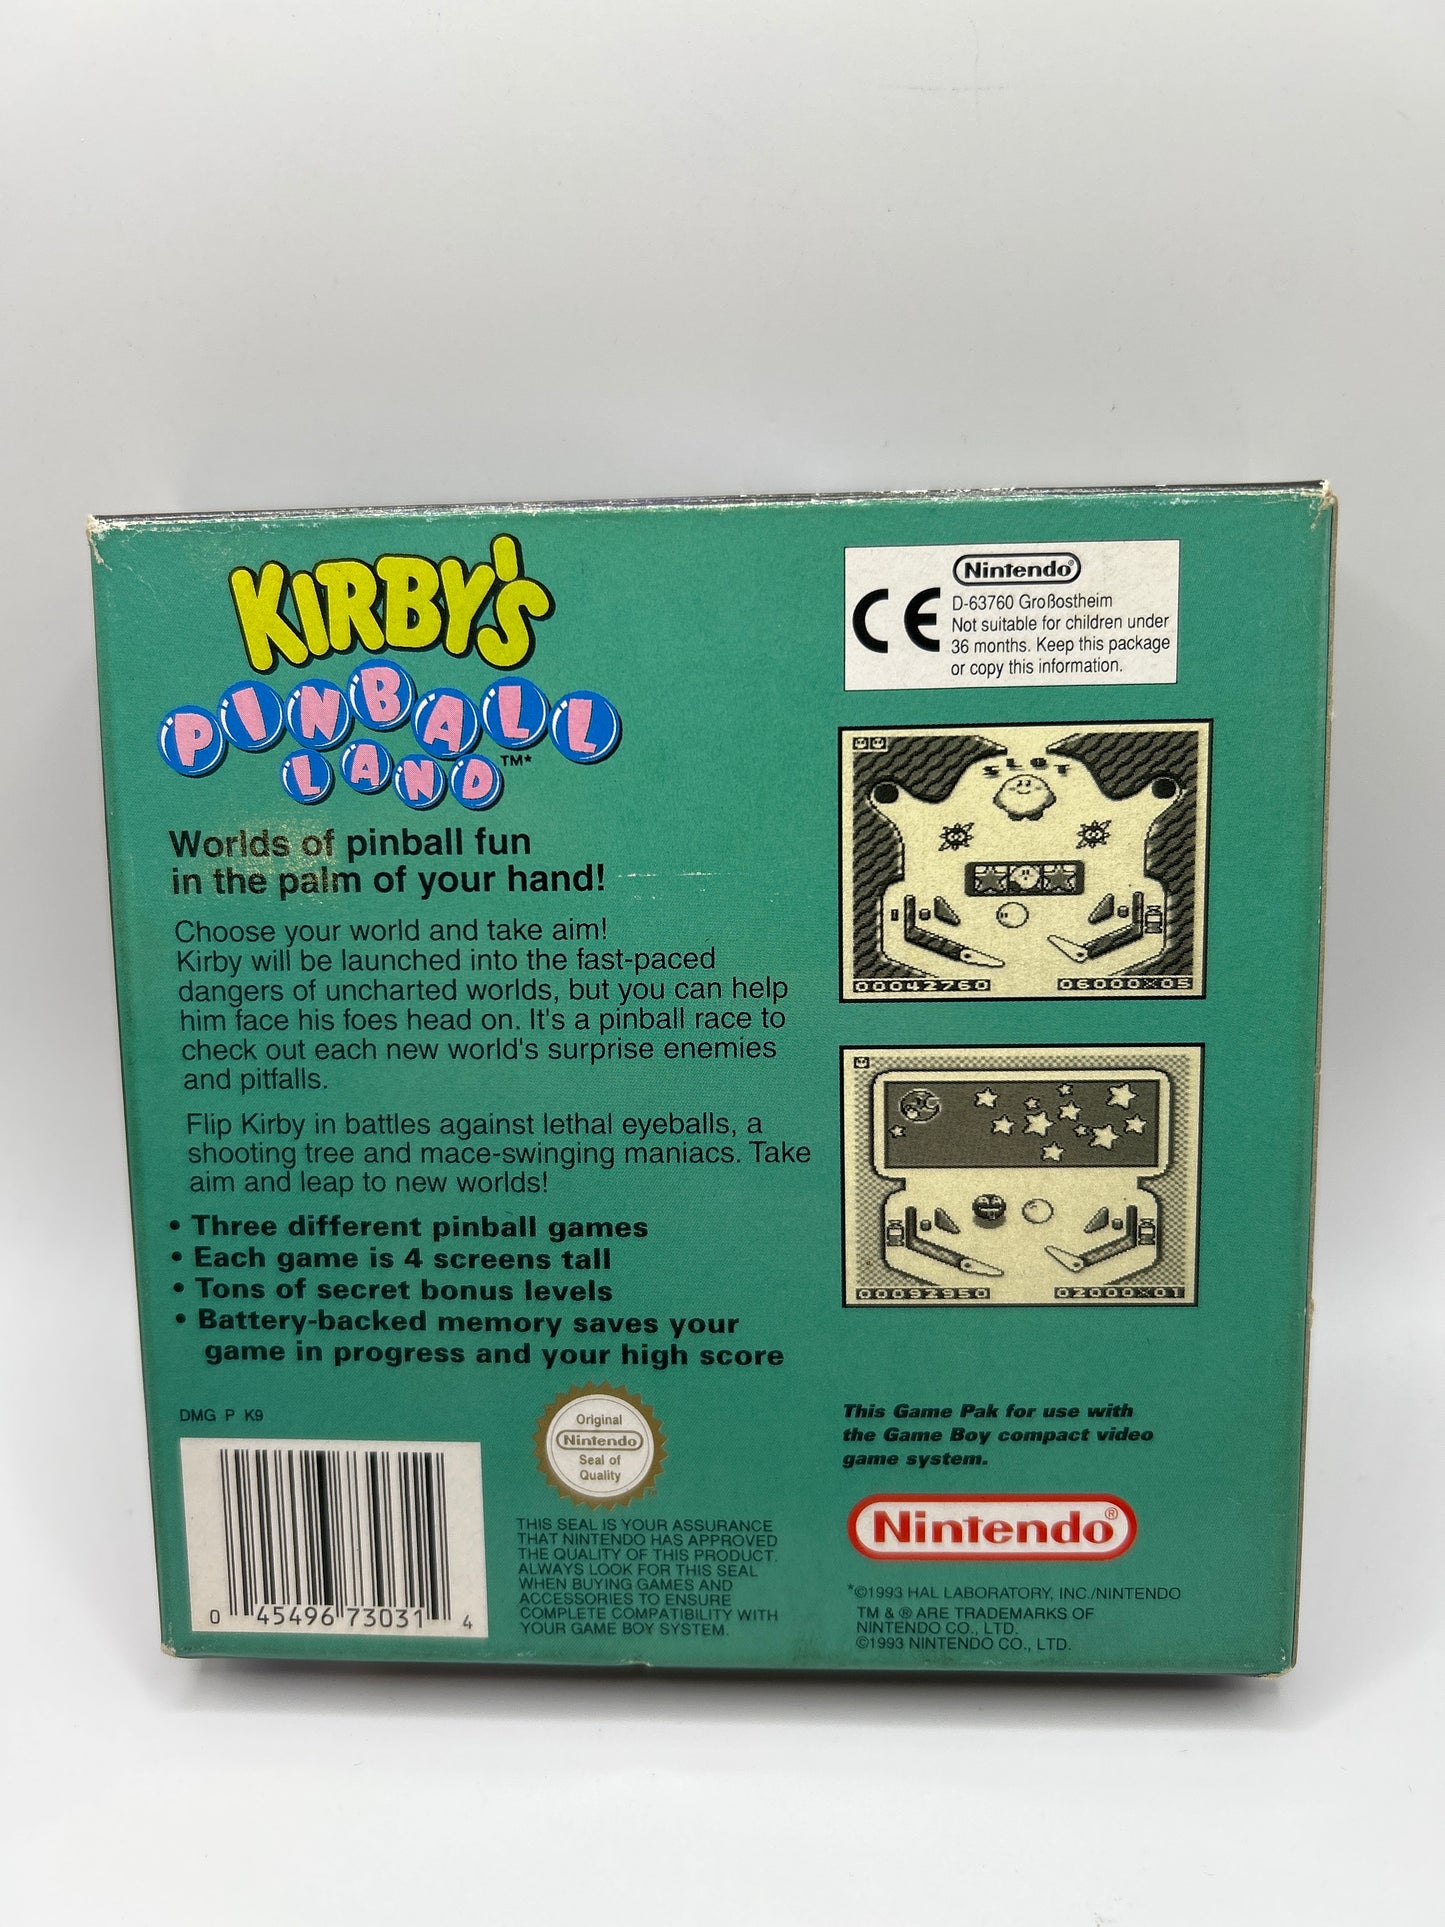 KIRBY'S
PINBALL
LAND TM*
Worlds of pinball fun
in the palm of your hand!
Choose your world and take aim!
Kirby will be launched into the fast-paced
dangers of uncharted worlds, but you can help
him face his foes head on. It's a pinball race to
check out each new world's surprise enemies
and pitfalls.
Flip Kirby in battles against lethal eyeballs, a
shooting tree and mace-swinging maniacs. Take
aim and leap to new worlds!
• Three different pinball games
• Each game is 4 screens tall
• Tons of secret bonus levels
• Battery-backed memory saves your
game in progress and your high score
DMG P K9
0 45496 73031 4
Original
Nintendo
Seal of
Quality
TM
THIS SEAL IS YOUR ASSURANCE
THAT NINTENDO HAS APPROVED
THE QUALITY OF THIS PRODUCT.
ALWAYS LOOK FOR THIS SEAL
WHEN BUYING GAMES AND
ACCESSORIES TO ENSURE
COMPLETE COMPATIBILITY WITH
YOUR GAME BOY SYSTEM.
CE
Nintendo®
D-63760 Großostheim
Not suitable for children under
36 months. Keep this package
or copy this information.
SLOT
00042760 06000×05
00092950 02000×01
This Game Pak for use with
the Game Boy compact video
game system.
Nintendo®
*©1993 HAL LABORATORY, INC./NINTENDO
TM & ® ARE TRADEMARKS OF
NINTENDO CO., LTD.
©1993 NINTENDO CO., LTD.